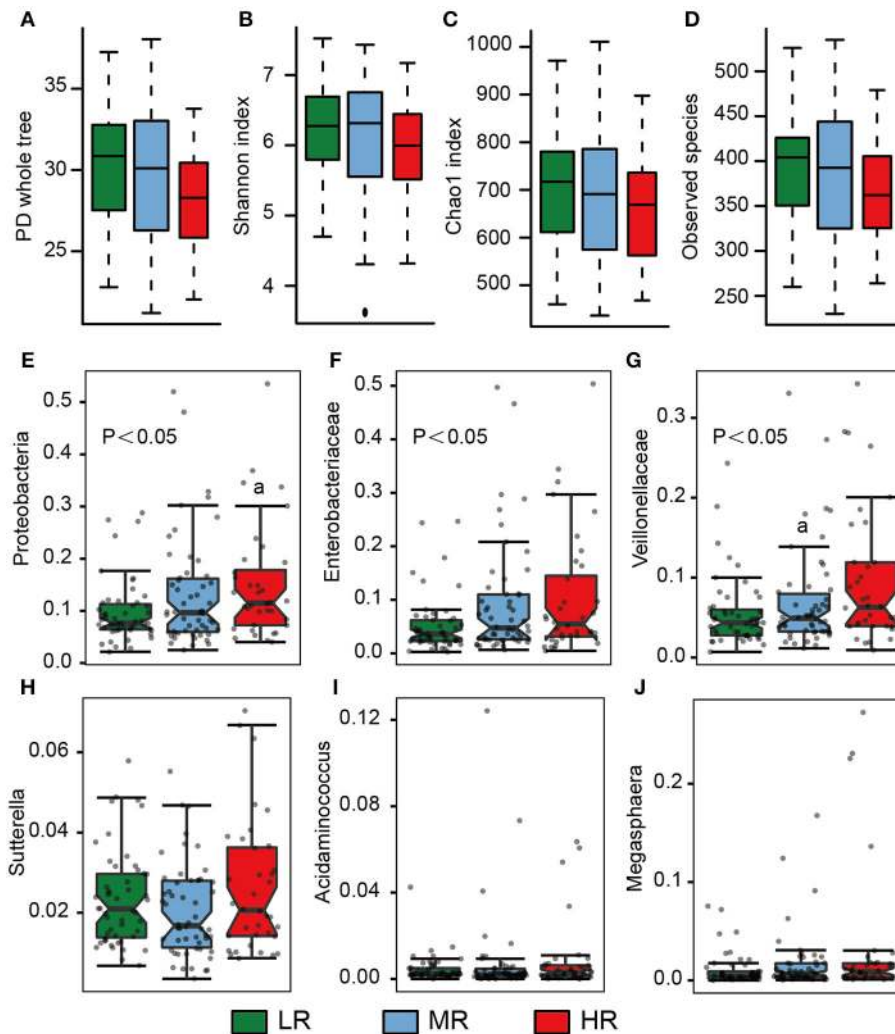 A
PD whole tree
35
30
25
B
Shannon index
7
6
5
4
C
Chao1 index
1000
900
800
700
600
500
D
Observed species
500
450
400
350
300
250
E
Proteobacteria
0.5
0.4
0.3
0.2
0.1
0.0
P<0.05
a
F
Enterobacteriaceae
0.5
0.4
0.3
0.2
0.1
0.0
P<0.05
G
Veillonellaceae
0.3
0.2
0.1
0.0
P<0.05
a
H
Sutterella
0.06
0.04
0.02
I
Acidaminococcus
0.12
0.08
0.04
0.00
J
Megasphaera
0.2
0.1
0.0
LR MR HR